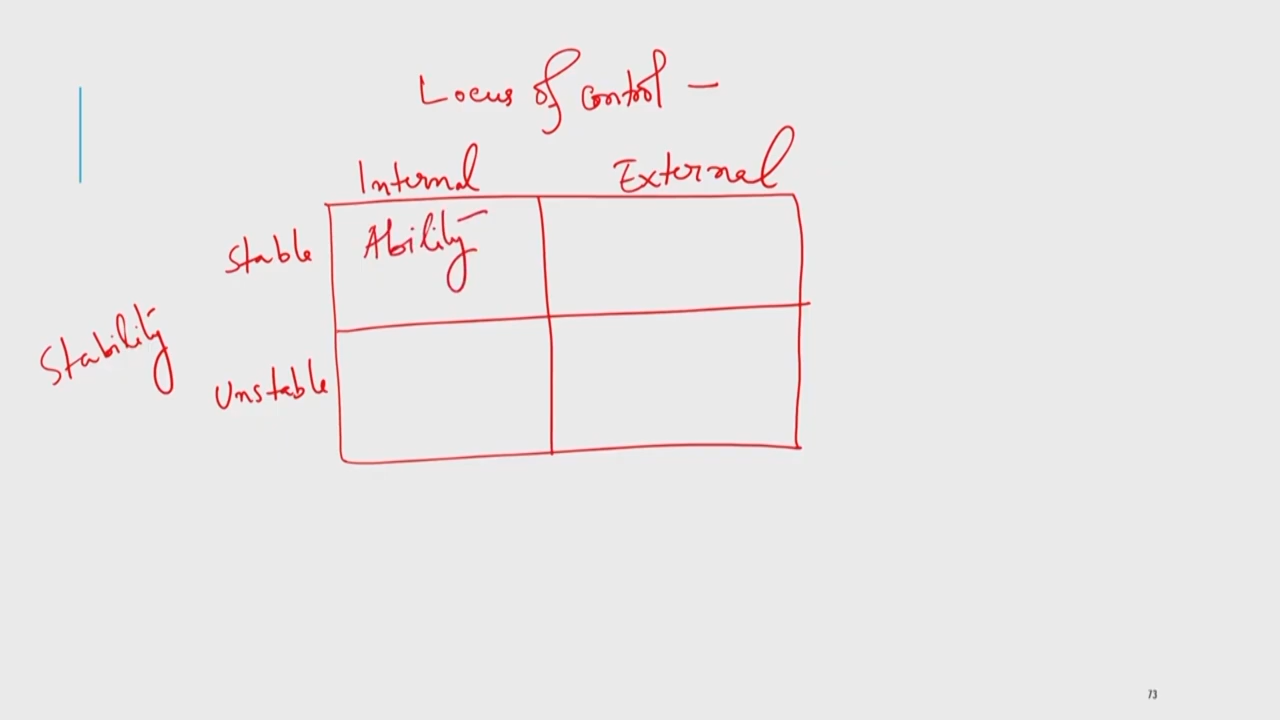 Locus of control -
Internal External
Stable Ability
Stability
Unstable
73